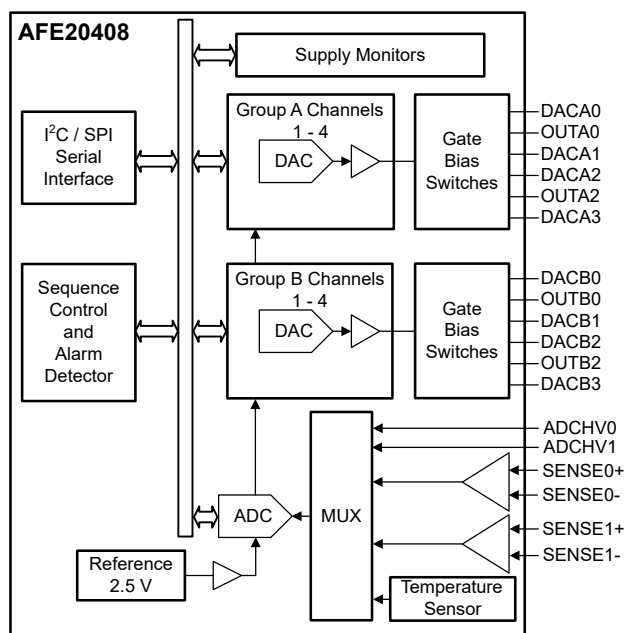 AFE20408
Supply Monitors
I²C / SPI
Serial
Interface
Group A Channels
1 - 4
DAC
Gate
Bias
Switches
DACA0
OUTA0
DACA1
DACA2
OUTA2
DACA3
Sequence
Control
and
Alarm
Detector
Group B Channels
1 - 4
DAC
Gate
Bias
Switches
DACB0
OUTB0
DACB1
DACB2
OUTB2
DACB3
ADC
MUX
ADCHV0
ADCHV1
SENSE0+
SENSE0-
SENSE1+
SENSE1-
Reference
2.5 V
Temperature
Sensor